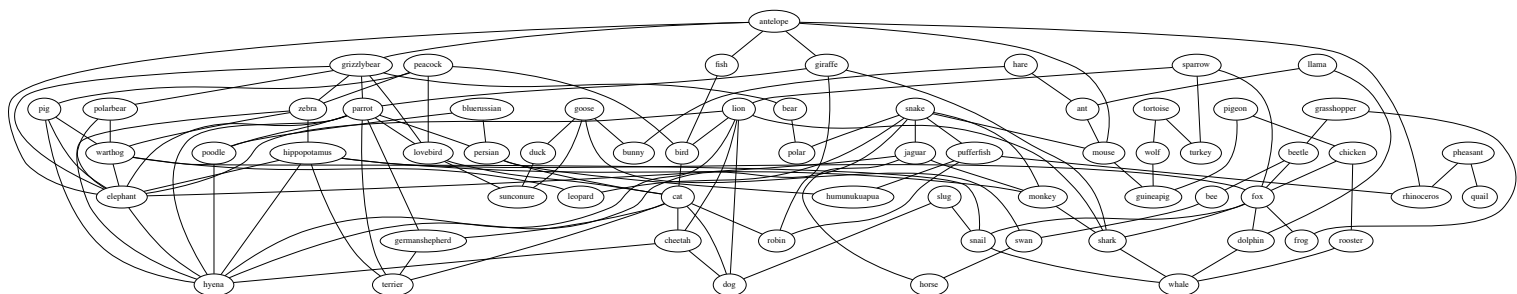 antelope
grizzlybear peacock fish giraffe hare sparrow llama
pig polarbear zebra parrot bluerussian goose lion bear snake ant tortoise pigeon grasshopper
warthog poodle hippopotamus lovebird persian duck bunny bird polar jaguar pufferfish mouse wolf turkey beetle chicken pheasant
elephant sunconure leopard cat humunukuapua slug monkey guineapig bee fox rhinoceros quail
germanshepherd cheetah robin snail swan shark dolphin frog rooster
hyena terrier dog horse whale